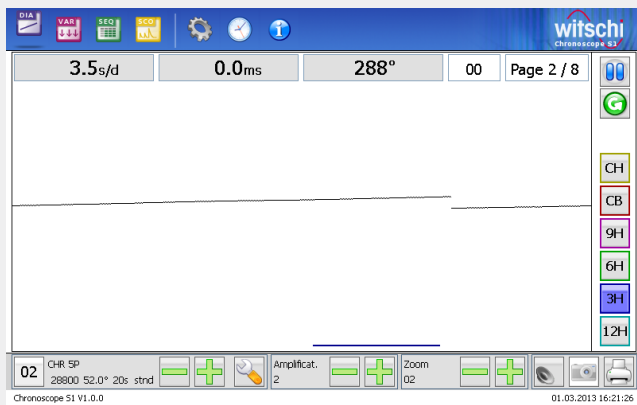 DIA VAR SEQ SCO
witschi
Chronoscope S1
3.5s/d 0.0ms 288° 00 Page 2 / 8
G
CH
CB
9H
6H
3H
12H
02 CHR 5P Amplificat. Zoom
28800 52.0° 20s stnd 2 02
Chronoscope S1 V1.0.0 01.03.2013 16:21:26